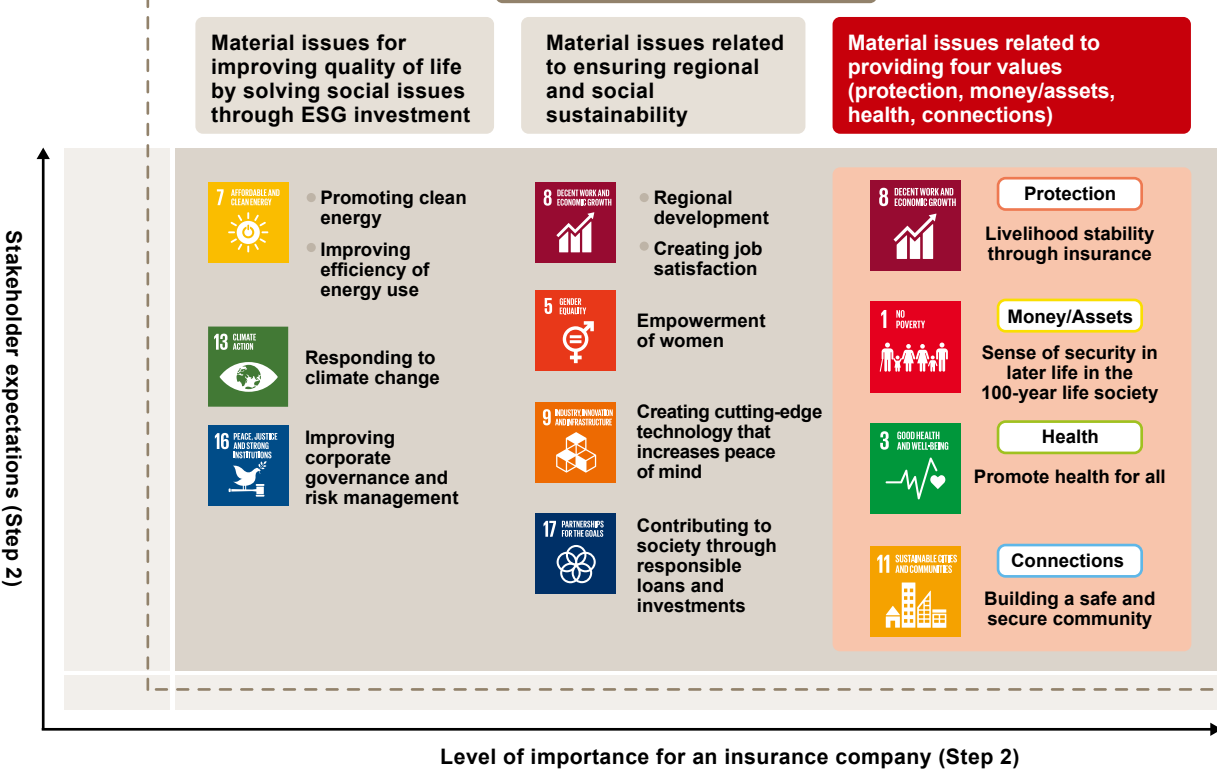 Material issues for
improving quality of life
by solving social issues
through ESG investment
Material issues related
to ensuring regional
and social
sustainability
Material issues related to
providing four values
(protection, money/assets,
health, connections)
Stakeholder expectations (Step 2)
7 AFFORDABLE AND
CLEAN ENERGY
Promoting clean
energy
Improving
efficiency of
energy use
13 CLIMATE
ACTION
Responding to
climate change
16 PEACE, JUSTICE
AND STRONG
INSTITUTIONS
Improving
corporate
governance and
risk management
8 DECENT WORK AND
ECONOMIC GROWTH
Regional
development
Creating job
satisfaction
5 GENDER
EQUALITY
Empowerment
of women
9 INDUSTRY, INNOVATION
AND INFRASTRUCTURE
Creating cutting-edge
technology that
increases peace
of mind
17 PARTNERSHIPS
FOR THE GOALS
Contributing to
society through
responsible
loans and
investments
8 DECENT WORK AND
ECONOMIC GROWTH
Protection
Livelihood stability
through insurance
1 NO
POVERTY
Money/Assets
Sense of security in
later life in the
100-year life society
3 GOOD HEALTH
AND WELL-BEING
Health
Promote health for all
11 SUSTAINABLE CITIES
AND COMMUNITIES
Connections
Building a safe and
secure community
Level of importance for an insurance company (Step 2)